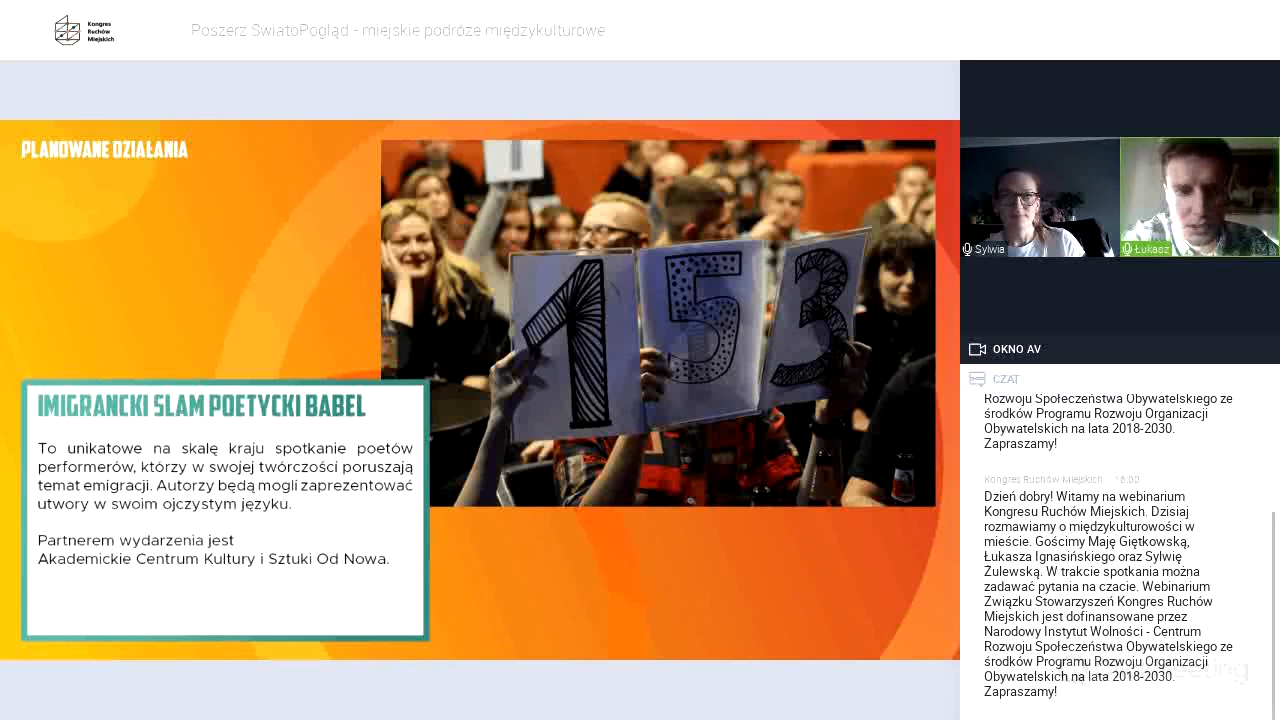 Kongres
Ruchów
Miejskich
Poszerz ŚwiatoPogląd - miejskie podróże międzykulturowe
PLANOWANE DZIAŁANIA
1
153
IMIGRANCKI SLAM POETYCKI BABEL
To unikatowe na skalę kraju spotkanie poetów
performerów, którzy w swojej twórczości poruszają
temat emigracji. Autorzy będą mogli zaprezentować
utwory w swoim ojczystym języku.
Partnerem wydarzenia jest
Akademickie Centrum Kultury i Sztuki Od Nowa.
Sylwia
Łukasz
OKNO AV
CZAT
Rozwoju Społeczeństwa Obywatelskiego ze
środków Programu Rozwoju Organizacji
Obywatelskich na lata 2018-2030.
Zapraszamy!
Kongres Ruchów Miejskich 16:00
Dzień dobry! Witamy na webinarium
Kongresu Ruchów Miejskich. Dzisiaj
rozmawiamy o międzykulturowości w
mieście. Gościmy Maję Giętkowską,
Łukasza Ignasińskiego oraz Sylwię
Żulewską. W trakcie spotkania można
zadawać pytania na czacie. Webinarium
Związku Stowarzyszeń Kongres Ruchów
Miejskich jest dofinansowane przez
Narodowy Instytut Wolności - Centrum
Rozwoju Społeczeństwa Obywatelskiego ze
środków Programu Rozwoju Organizacji
Obywatelskich na lata 2018-2030.
Zapraszamy!